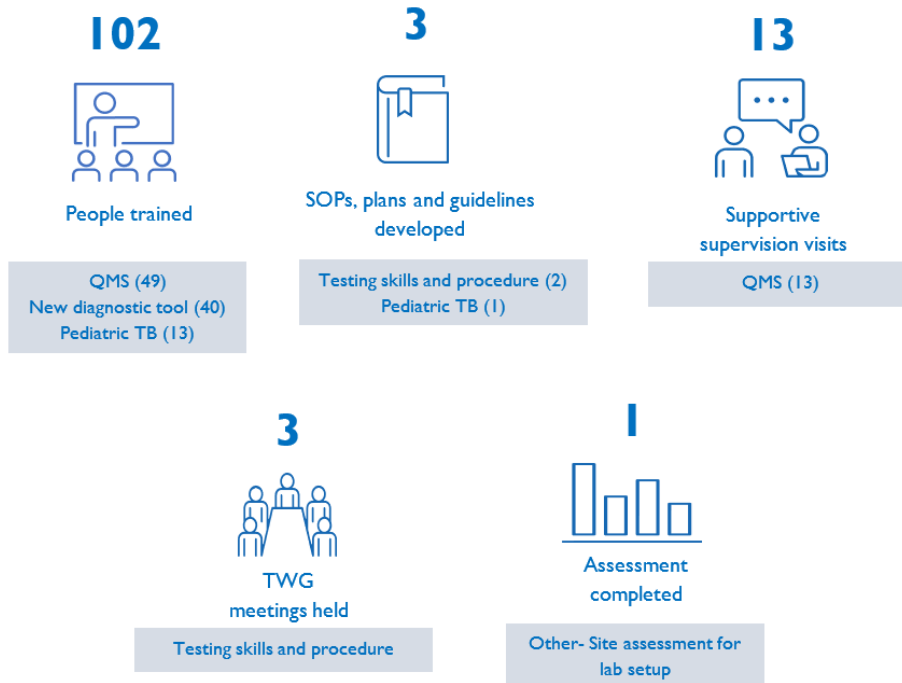 102
People trained
QMS (49)
New diagnostic tool (40)
Pediatric TB (13)
3
SOPs, plans and guidelines
developed
Testing skills and procedure (2)
Pediatric TB (1)
13
Supportive
supervision visits
QMS (13)
3
TWG
meetings held
Testing skills and procedure
1
Assessment
completed
Other- Site assessment for
lab setup